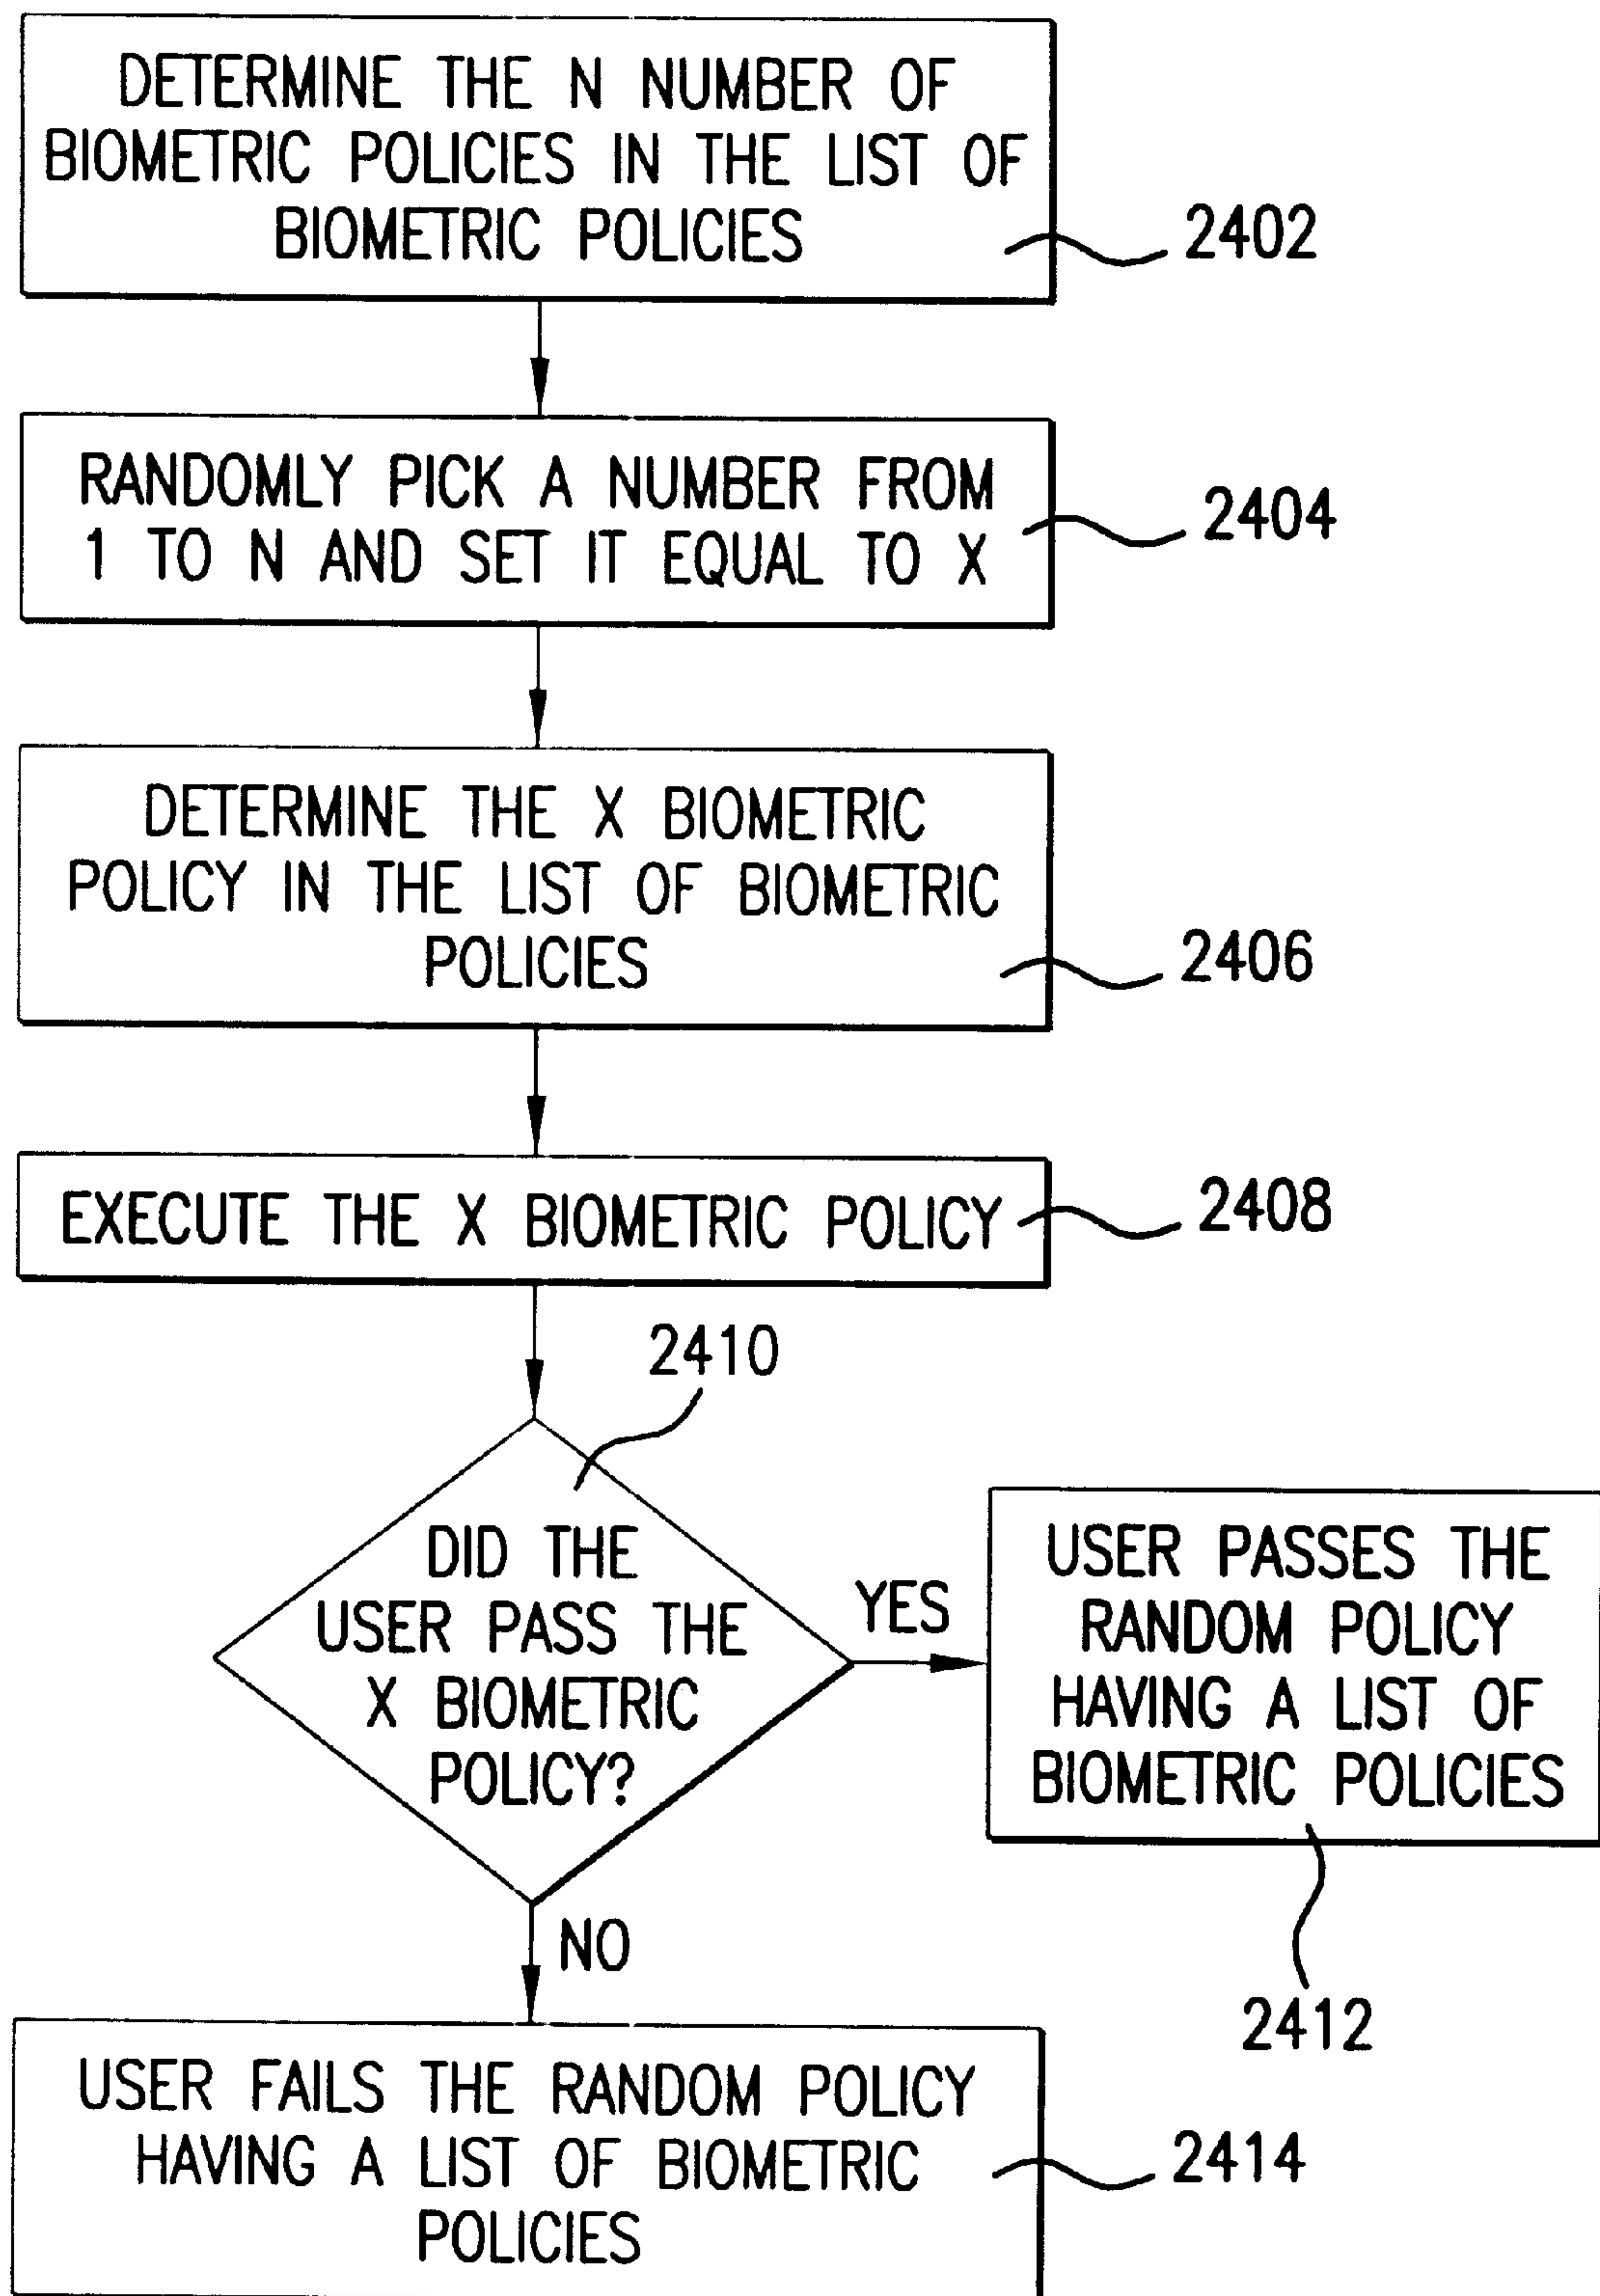 DETERMINE THE N NUMBER OF
BIOMETRIC POLICIES IN THE LIST OF
BIOMETRIC POLICIES
2402
RANDOMLY PICK A NUMBER FROM
1 TO N AND SET IT EQUAL TO X
2404
DETERMINE THE X BIOMETRIC
POLICY IN THE LIST OF BIOMETRIC
POLICIES
2406
EXECUTE THE X BIOMETRIC POLICY
2408
2410
DID THE
USER PASS THE
X BIOMETRIC
POLICY?
YES
USER PASSES THE
RANDOM POLICY
HAVING A LIST OF
BIOMETRIC POLICIES
2412
NO
USER FAILS THE RANDOM POLICY
HAVING A LIST OF BIOMETRIC
POLICIES
2414